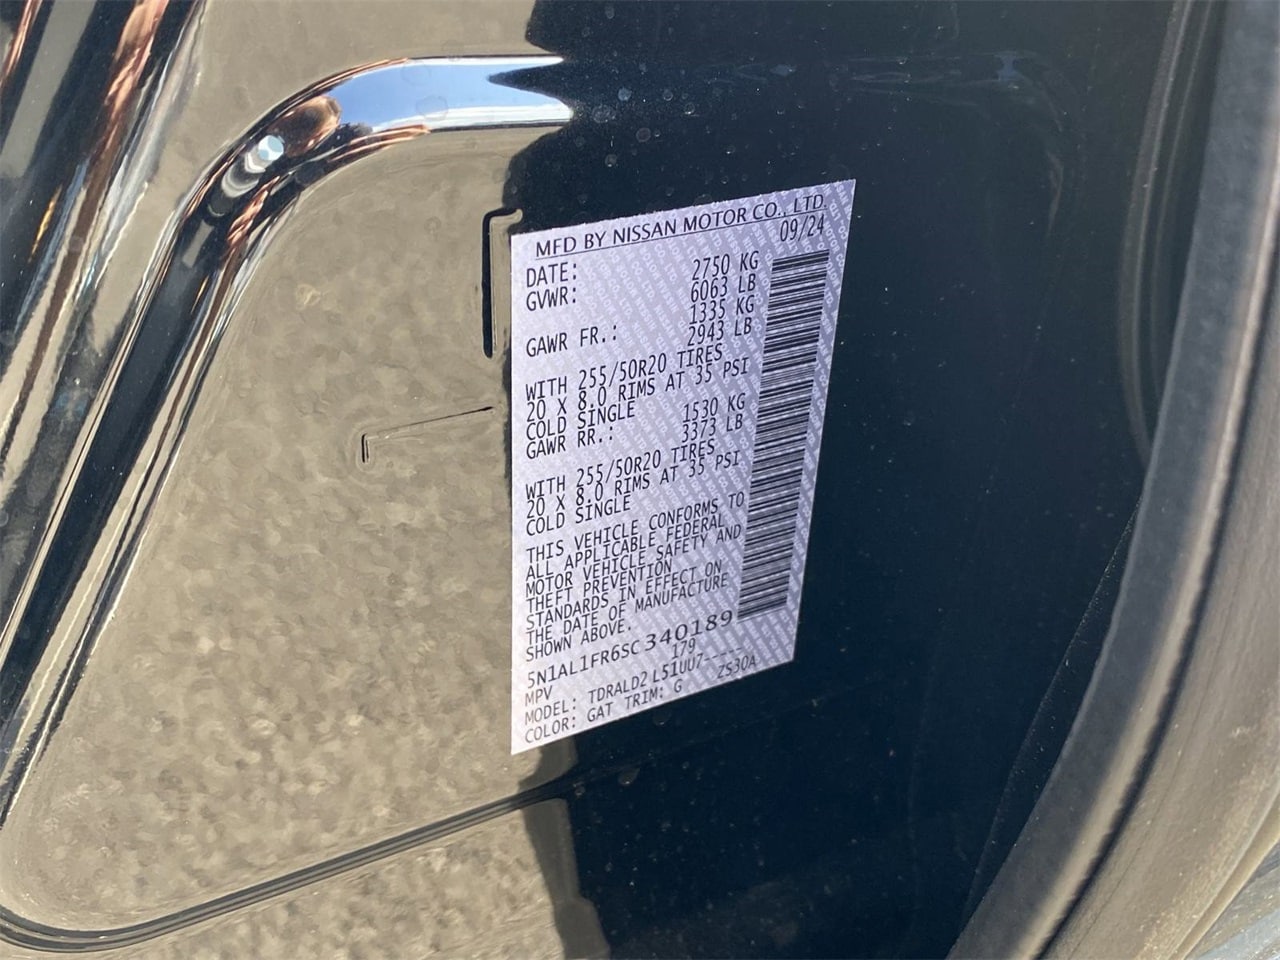 MFD BY NISSAN MOTOR CO., LTD.
DATE: 09/24
GVWR: 2750 KG
6063 LB
GAWR FR.: 1335 KG
2943 LB
WITH 255/50R20 TIRES
20 X 8.0 RIMS AT 35 PSI
COLD SINGLE
GAWR RR.: 1530 KG
3373 LB
WITH 255/50R20 TIRES
20 X 8.0 RIMS AT 35 PSI
COLD SINGLE
THIS VEHICLE CONFORMS TO
ALL APPLICABLE FEDERAL
MOTOR VEHICLE SAFETY AND
THEFT PREVENTION
STANDARDS IN EFFECT ON
THE DATE OF MANUFACTURE
SHOWN ABOVE.
5N1AL1FR6SC340189
MPV 179
MODEL: TDRALD2 L51UU7-----
COLOR: GAT TRIM: G ZS30A